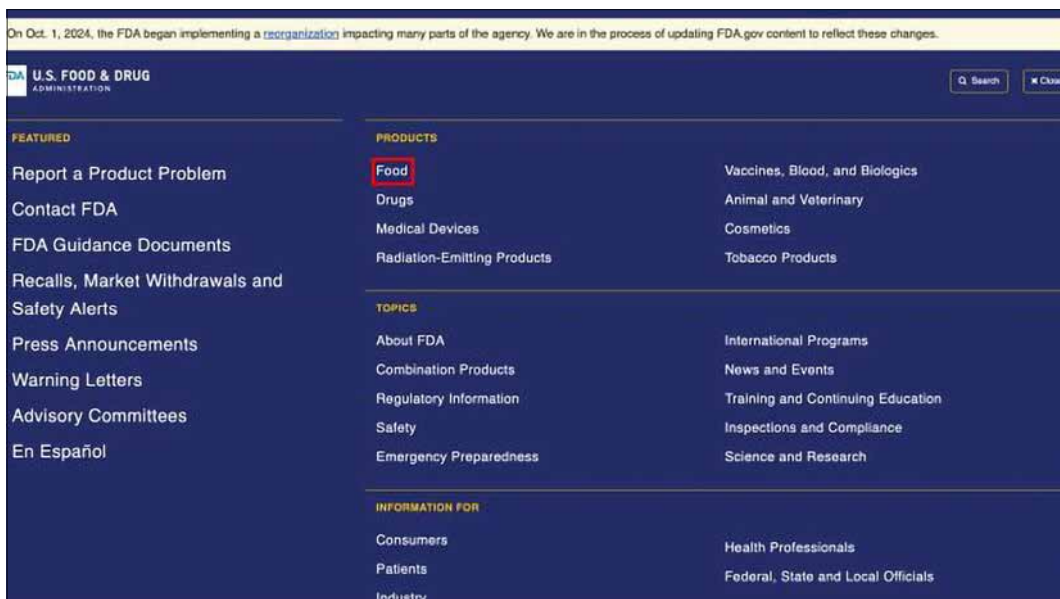 On Oct. 1, 2024, the FDA began implementing a reorganization impacting many parts of the agency. We are in the process of updating FDA.gov content to reflect these changes.
U.S. FOOD & DRUG
ADMINISTRATION
Search
FEATURED
Report a Product Problem
Contact FDA
FDA Guidance Documents
Recalls, Market Withdrawals and
Safety Alerts
Press Announcements
Warning Letters
Advisory Committees
En Español
PRODUCTS
Food
Drugs
Medical Devices
Radiation-Emitting Products
Vaccines, Blood, and Biologics
Animal and Veterinary
Cosmetics
Tobacco Products
TOPICS
About FDA
Combination Products
Regulatory Information
Safety
Emergency Preparedness
International Programs
News and Events
Training and Continuing Education
Inspections and Compliance
Science and Research
INFORMATION FOR
Consumers
Patients
Industry
Health Professionals
Federal, State and Local Officials